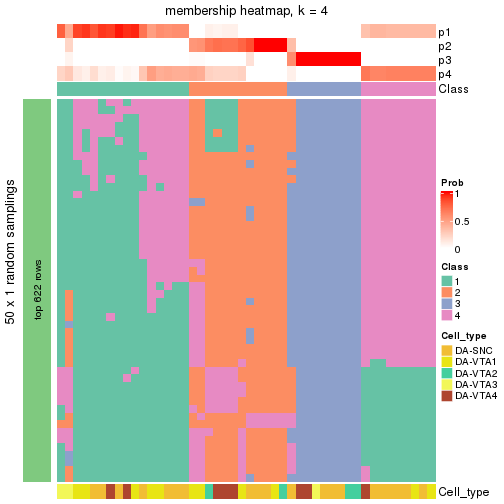 membership heatmap, k = 4
p1
p2
p3
p4
Class
50 x 1 random samplings
top 622 rows
Prob
1
0.5
0
Class
1
2
3
4
Cell_type
DA-SNC
DA-VTA1
DA-VTA2
DA-VTA3
DA-VTA4
Cell_type